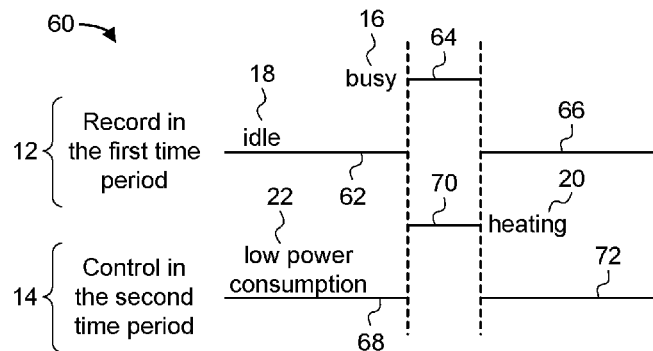 60
16
64
busy
18
66
12
Record in
the first time
period
idle
62
70
20
22
heating
low power
consumption
72
14
Control in
the second
time period
68